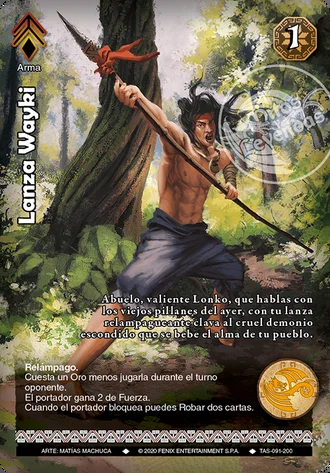 Arma
1
Lanza Wayki
Abuelo, valiente Lonko, que hablas con
los viejos pillanes del ayer, con tu lanza
relampagueante clava al cruel demonio
escondido que se bebe el alma de tu pueblo.
Relámpago.
Cuesta un Oro menos jugarla durante el turno
oponente.
El portador gana 2 de Fuerza.
Cuando el portador bloquea puedes Robar dos cartas.
ARTE: MATÍAS MACHUCA
© 2020 FENIX ENTERTAINMENT S.P.A.
TAS-091-200